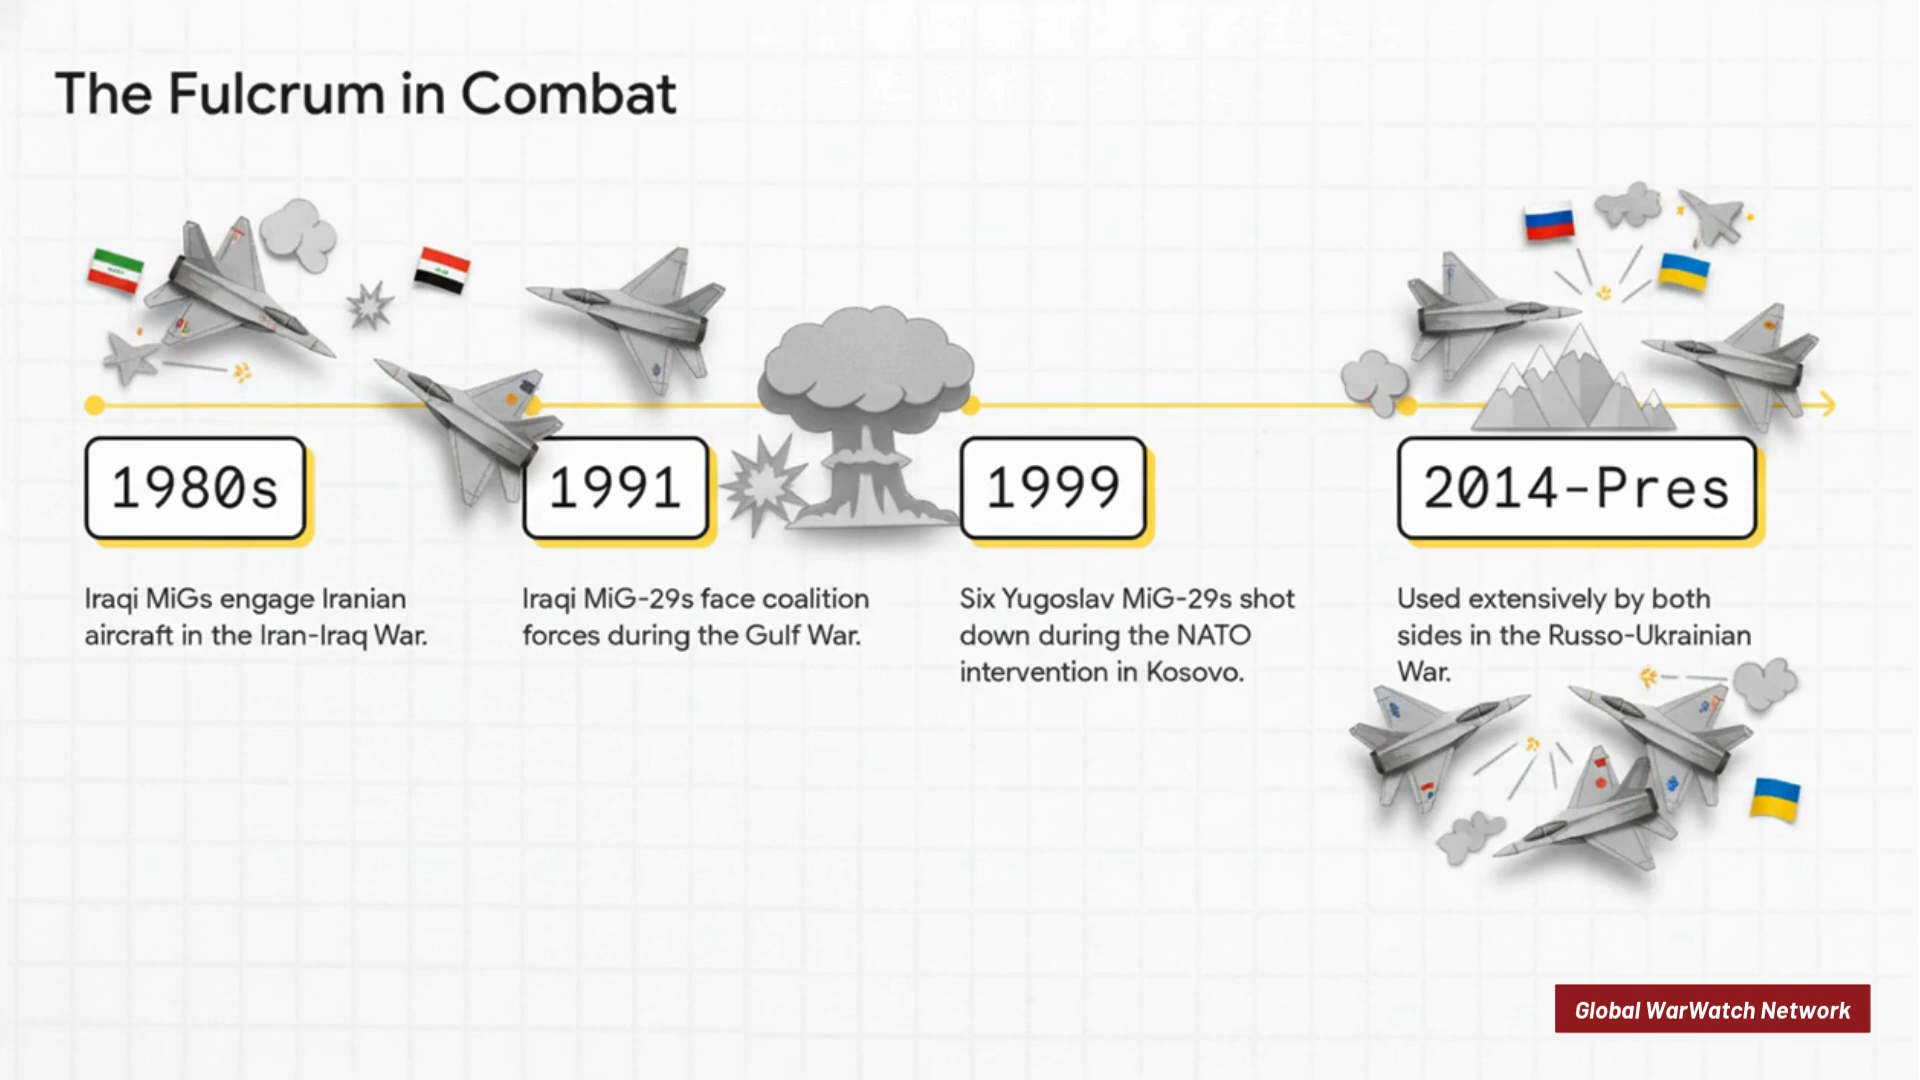 The Fulcrum in Combat
1980s
Iraqi MiGs engage Iranian
aircraft in the Iran-Iraq War.
1991
Iraqi MiG-29s face coalition
forces during the Gulf War.
1999
Six Yugoslav MiG-29s shot
down during the NATO
intervention in Kosovo.
2014-Pres
Used extensively by both
sides in the Russo-Ukrainian
War.
Global WarWatch Network